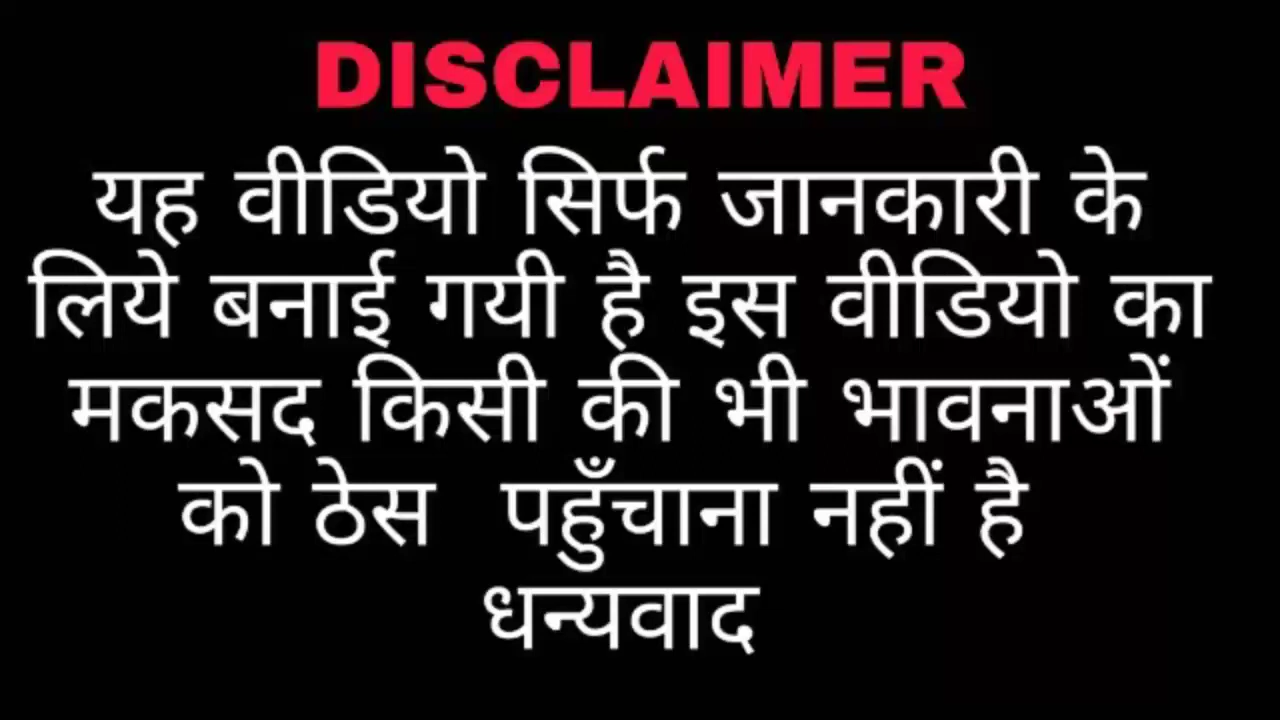 DISCLAIMER
यह वीडियो सिर्फ जानकारी के
लिये बनाई गयी है इस वीडियो का
मकसद किसी की भी भावनाओं
को ठेस पहुँचाना नहीं है
धन्यवाद